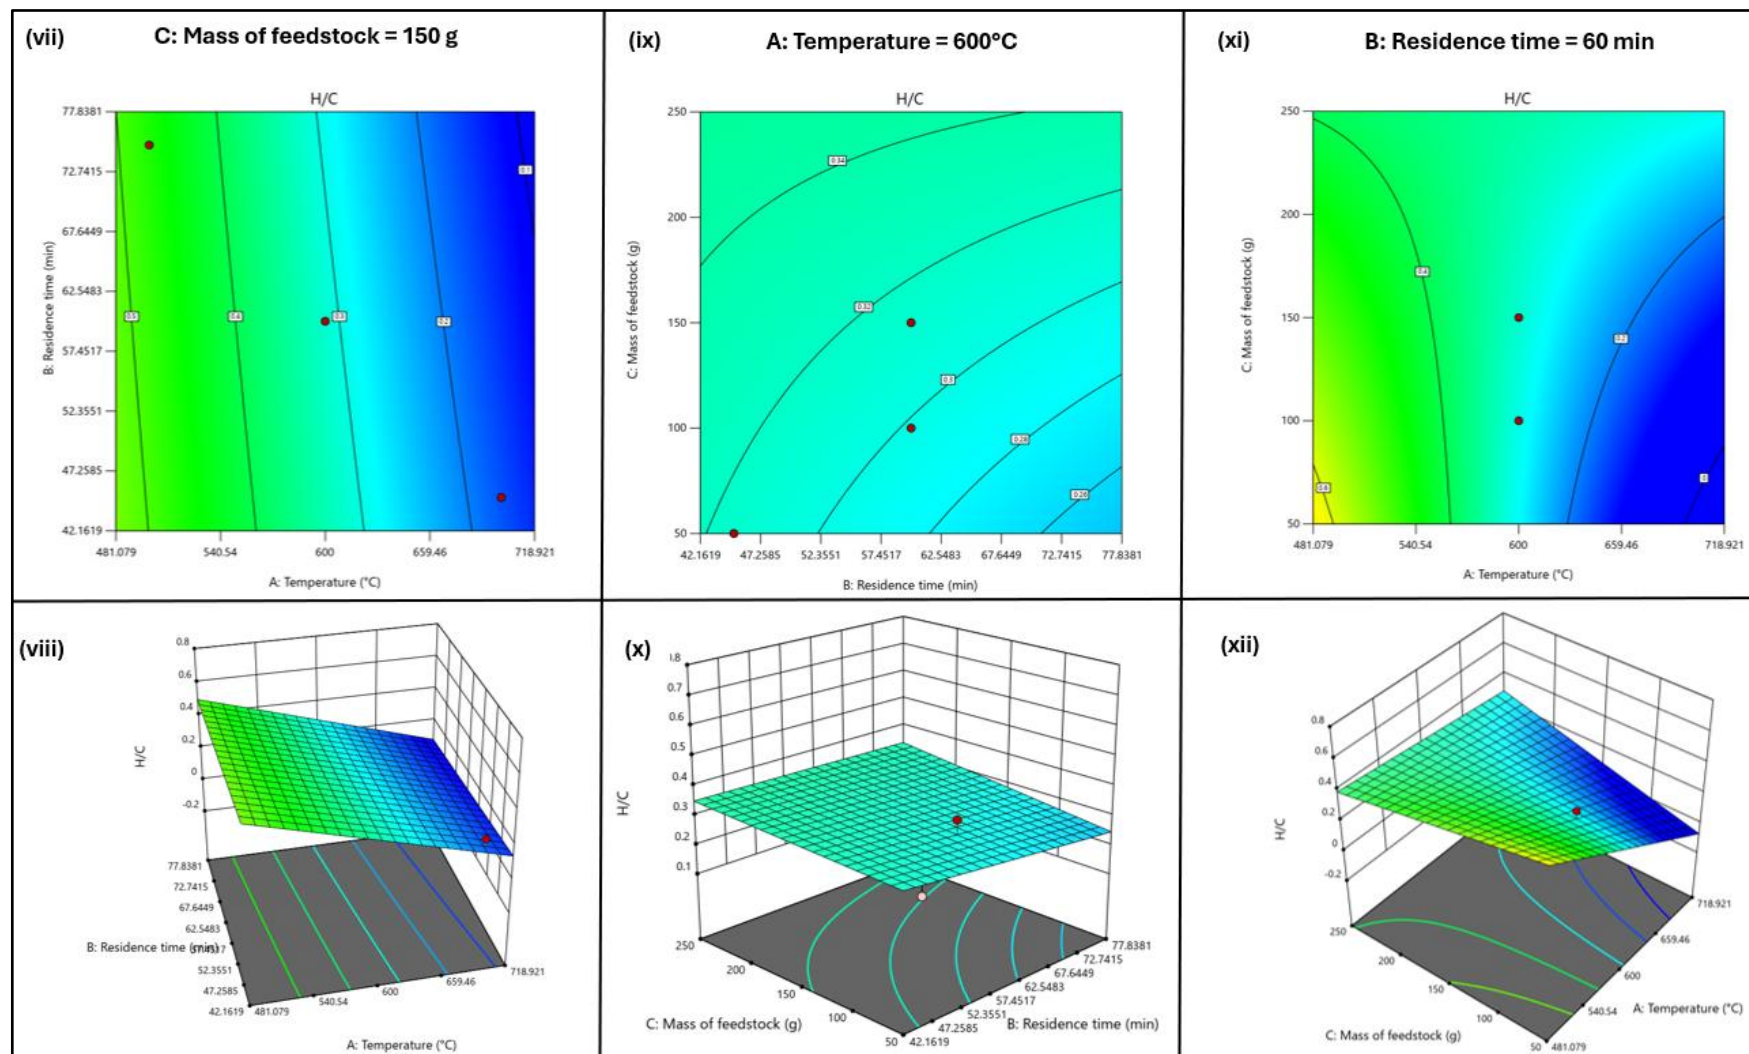 (vii) C: Mass of feedstock = 150 g
H/C
77.8381
72.7415
67.6449
62.5483
57.4517
52.3551
47.2585
42.1619
B: Residence time (min)
0.5
0.4
0.3
0.2
0.1
481.079 540.54 600 659.46 718.921
A: Temperature (°C)
(ix) A: Temperature = 600°C
H/C
250
200
150
100
50
C: Mass of feedstock (g)
0.34
0.32
0.3
0.28
0.26
42.1619 47.2585 52.3551 57.4517 62.5483 67.6449 72.7415 77.8381
B: Residence time (min)
(xi) B: Residence time = 60 min
H/C
250
200
150
100
50
C: Mass of feedstock (g)
0.4
0.2
0
481.079 540.54 600 659.46 718.921
A: Temperature (°C)
(viii)
0.8
0.6
0.4
0.2
0
-0.2
H/C
77.8381
72.7415
67.6449
62.5483
57.4517
52.3551
47.2585
42.1619
B: Residence time (min)
481.079 540.54 600 659.46 718.921
A: Temperature (°C)
(x)
0.7
0.6
0.5
0.4
0.3
0.2
0.1
H/C
250
200
150
100
50
C: Mass of feedstock (g)
42.1619
47.2585
52.3551
57.4517
62.5483
67.6449
72.7415
77.8381
B: Residence time (min)
(xii)
0.8
0.6
0.4
0.2
0
-0.2
H/C
250
200
150
100
50
C: Mass of feedstock (g)
481.079
540.54
600
659.46
718.921
A: Temperature (°C)